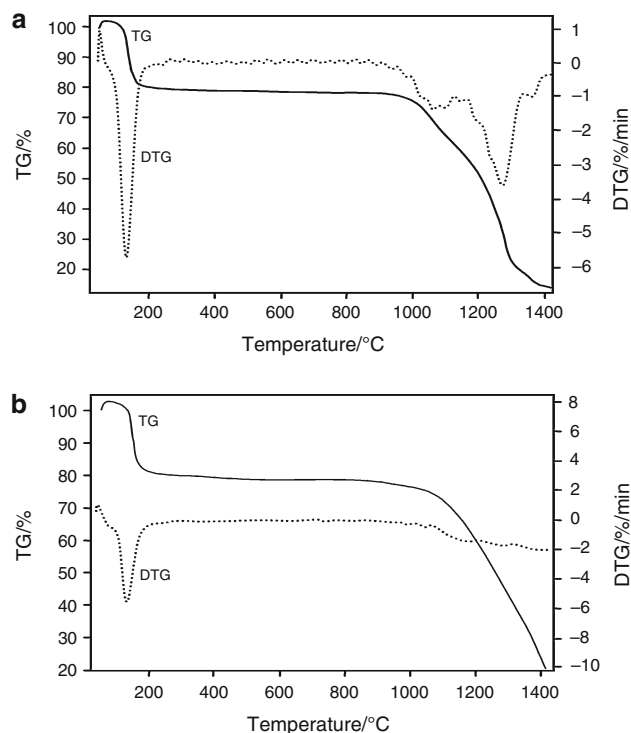 a
TG/%
100
90
80
70
60
50
40
30
20
TG
DTG
1
0
–1
–2
–3
–4
–5
–6
DTG/%/min
200 400 600 800 1000 1200 1400
Temperature/°C
b
TG/%
100
90
80
70
60
50
40
30
20
TG
DTG
8
6
4
2
0
–2
–4
–6
–8
–10
DTG/%/min
200 400 600 800 1000 1200 1400
Temperature/°C